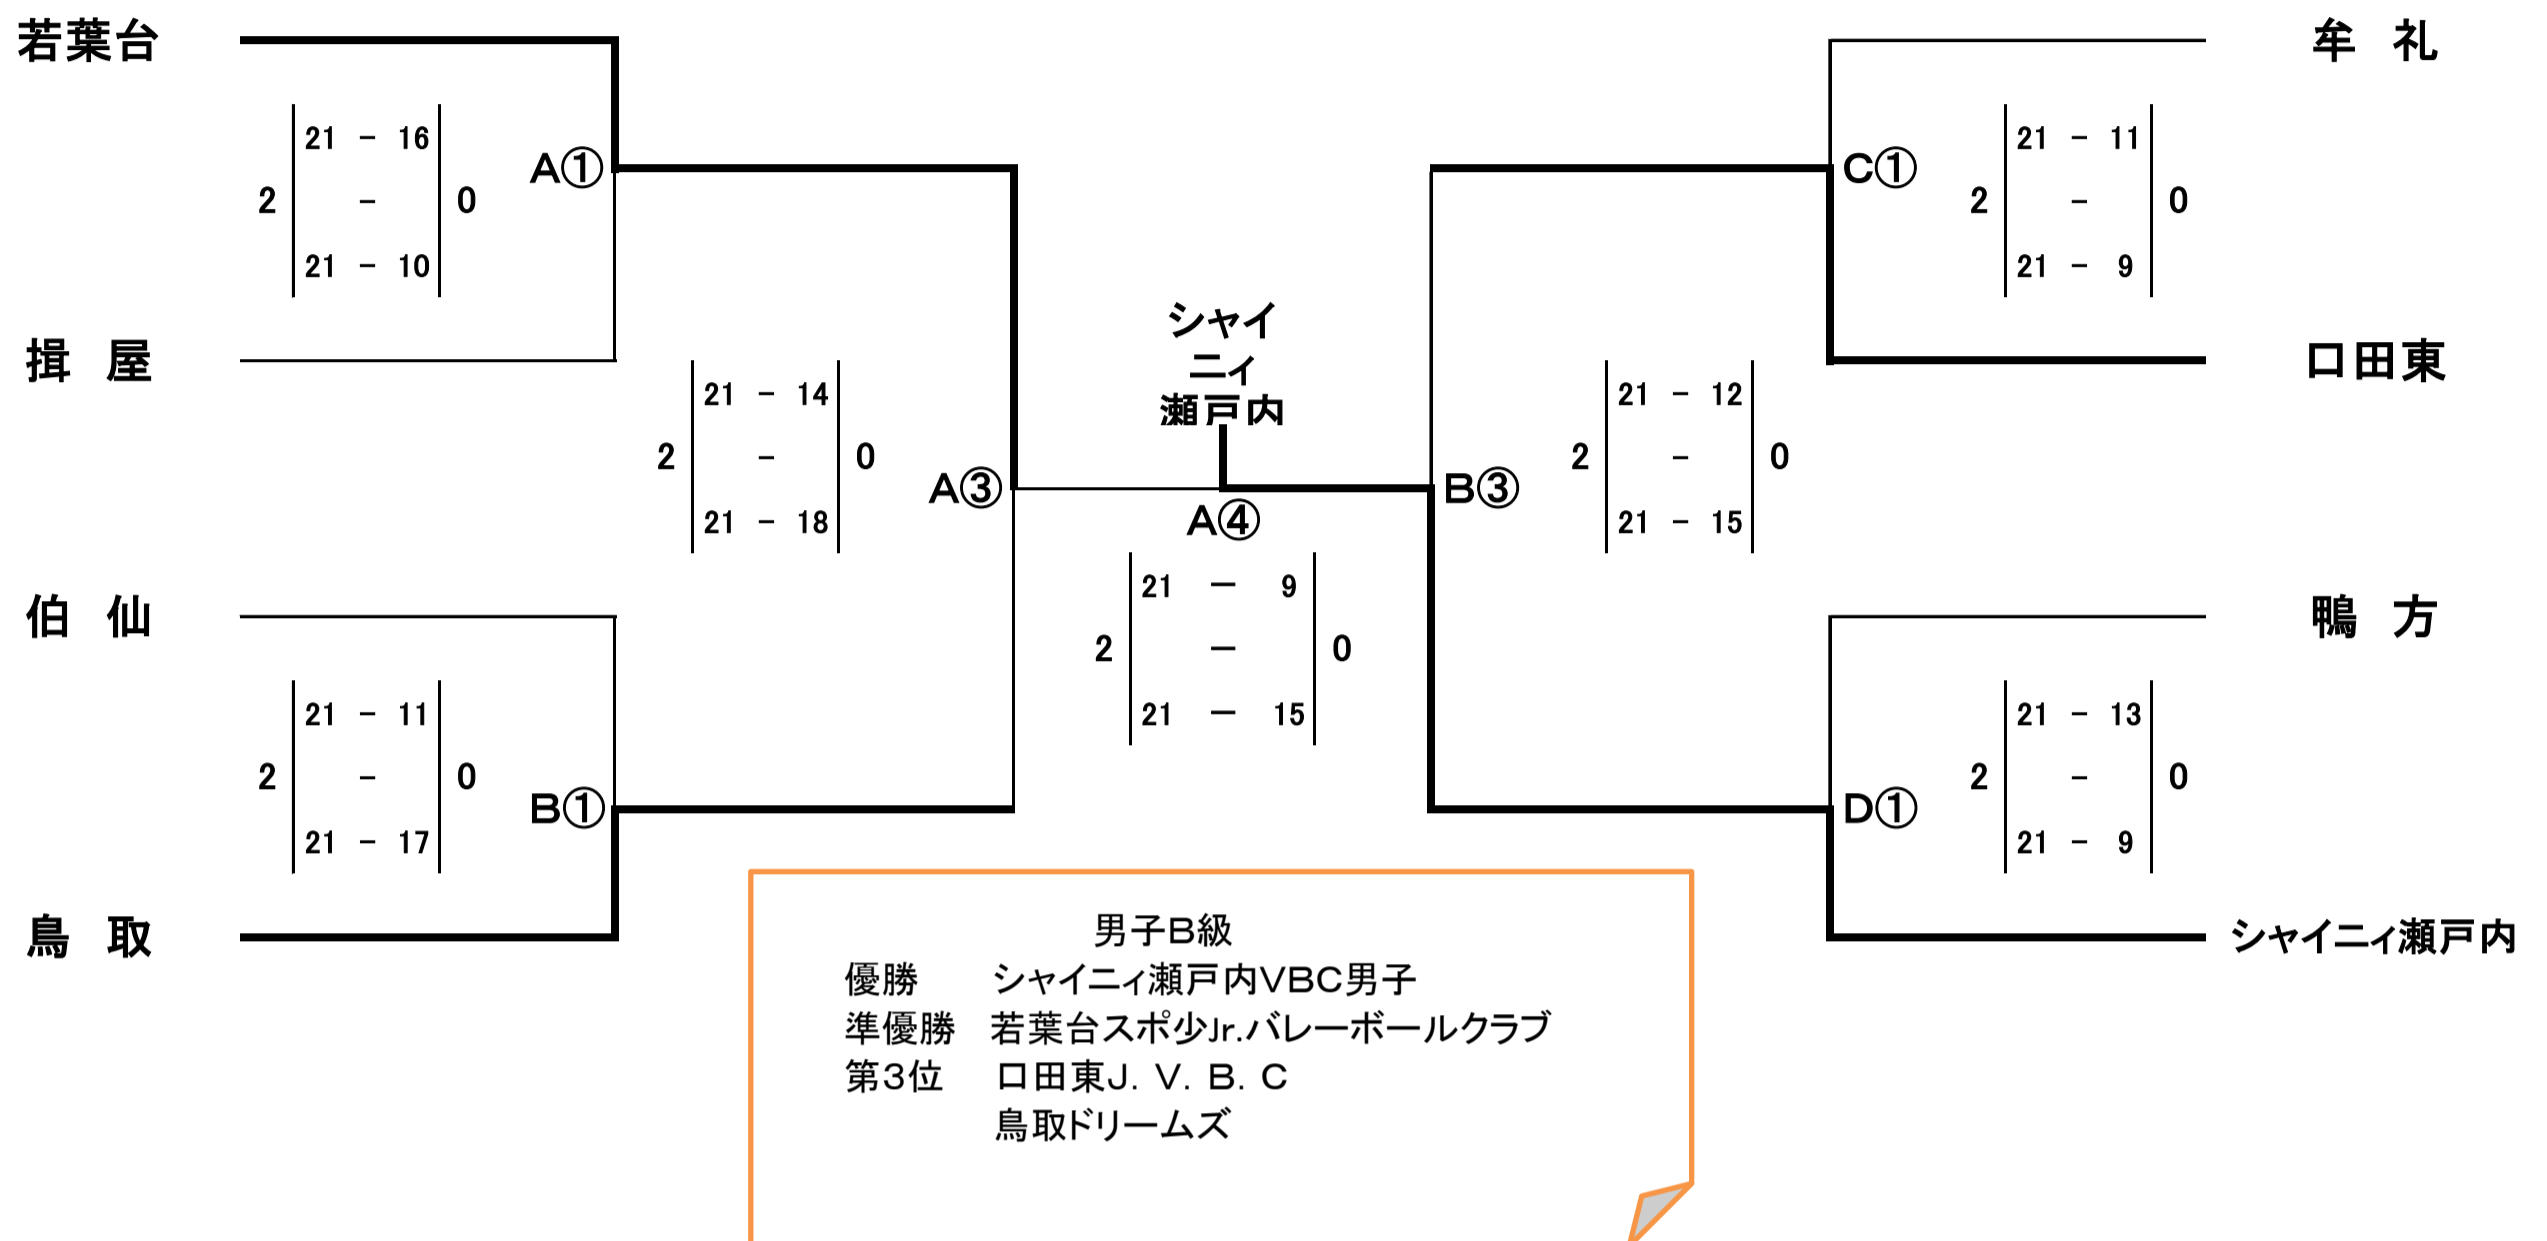 若葉台
牟 礼
21 - 16
2 - 0
21 - 10
A①
C①
21 - 11
2 - 0
21 - 9
揖 屋
口田東
シャイ
ニィ
瀬戸内
21 - 14
2 - 0
21 - 18
A③
B③
21 - 12
2 - 0
21 - 15
A④
21 － 9
2 － 0
21 － 15
伯 仙
鴨 方
21 - 11
2 - 0
21 - 17
B①
D①
21 - 13
2 - 0
21 - 9
鳥 取
シャイニィ瀬戸内
男子B級
優勝 シャイニィ瀬戸内VBC男子
準優勝 若葉台スポ少Jr.バレーボールクラブ
第3位 口田東J. V. B. C
鳥取ドリームズ